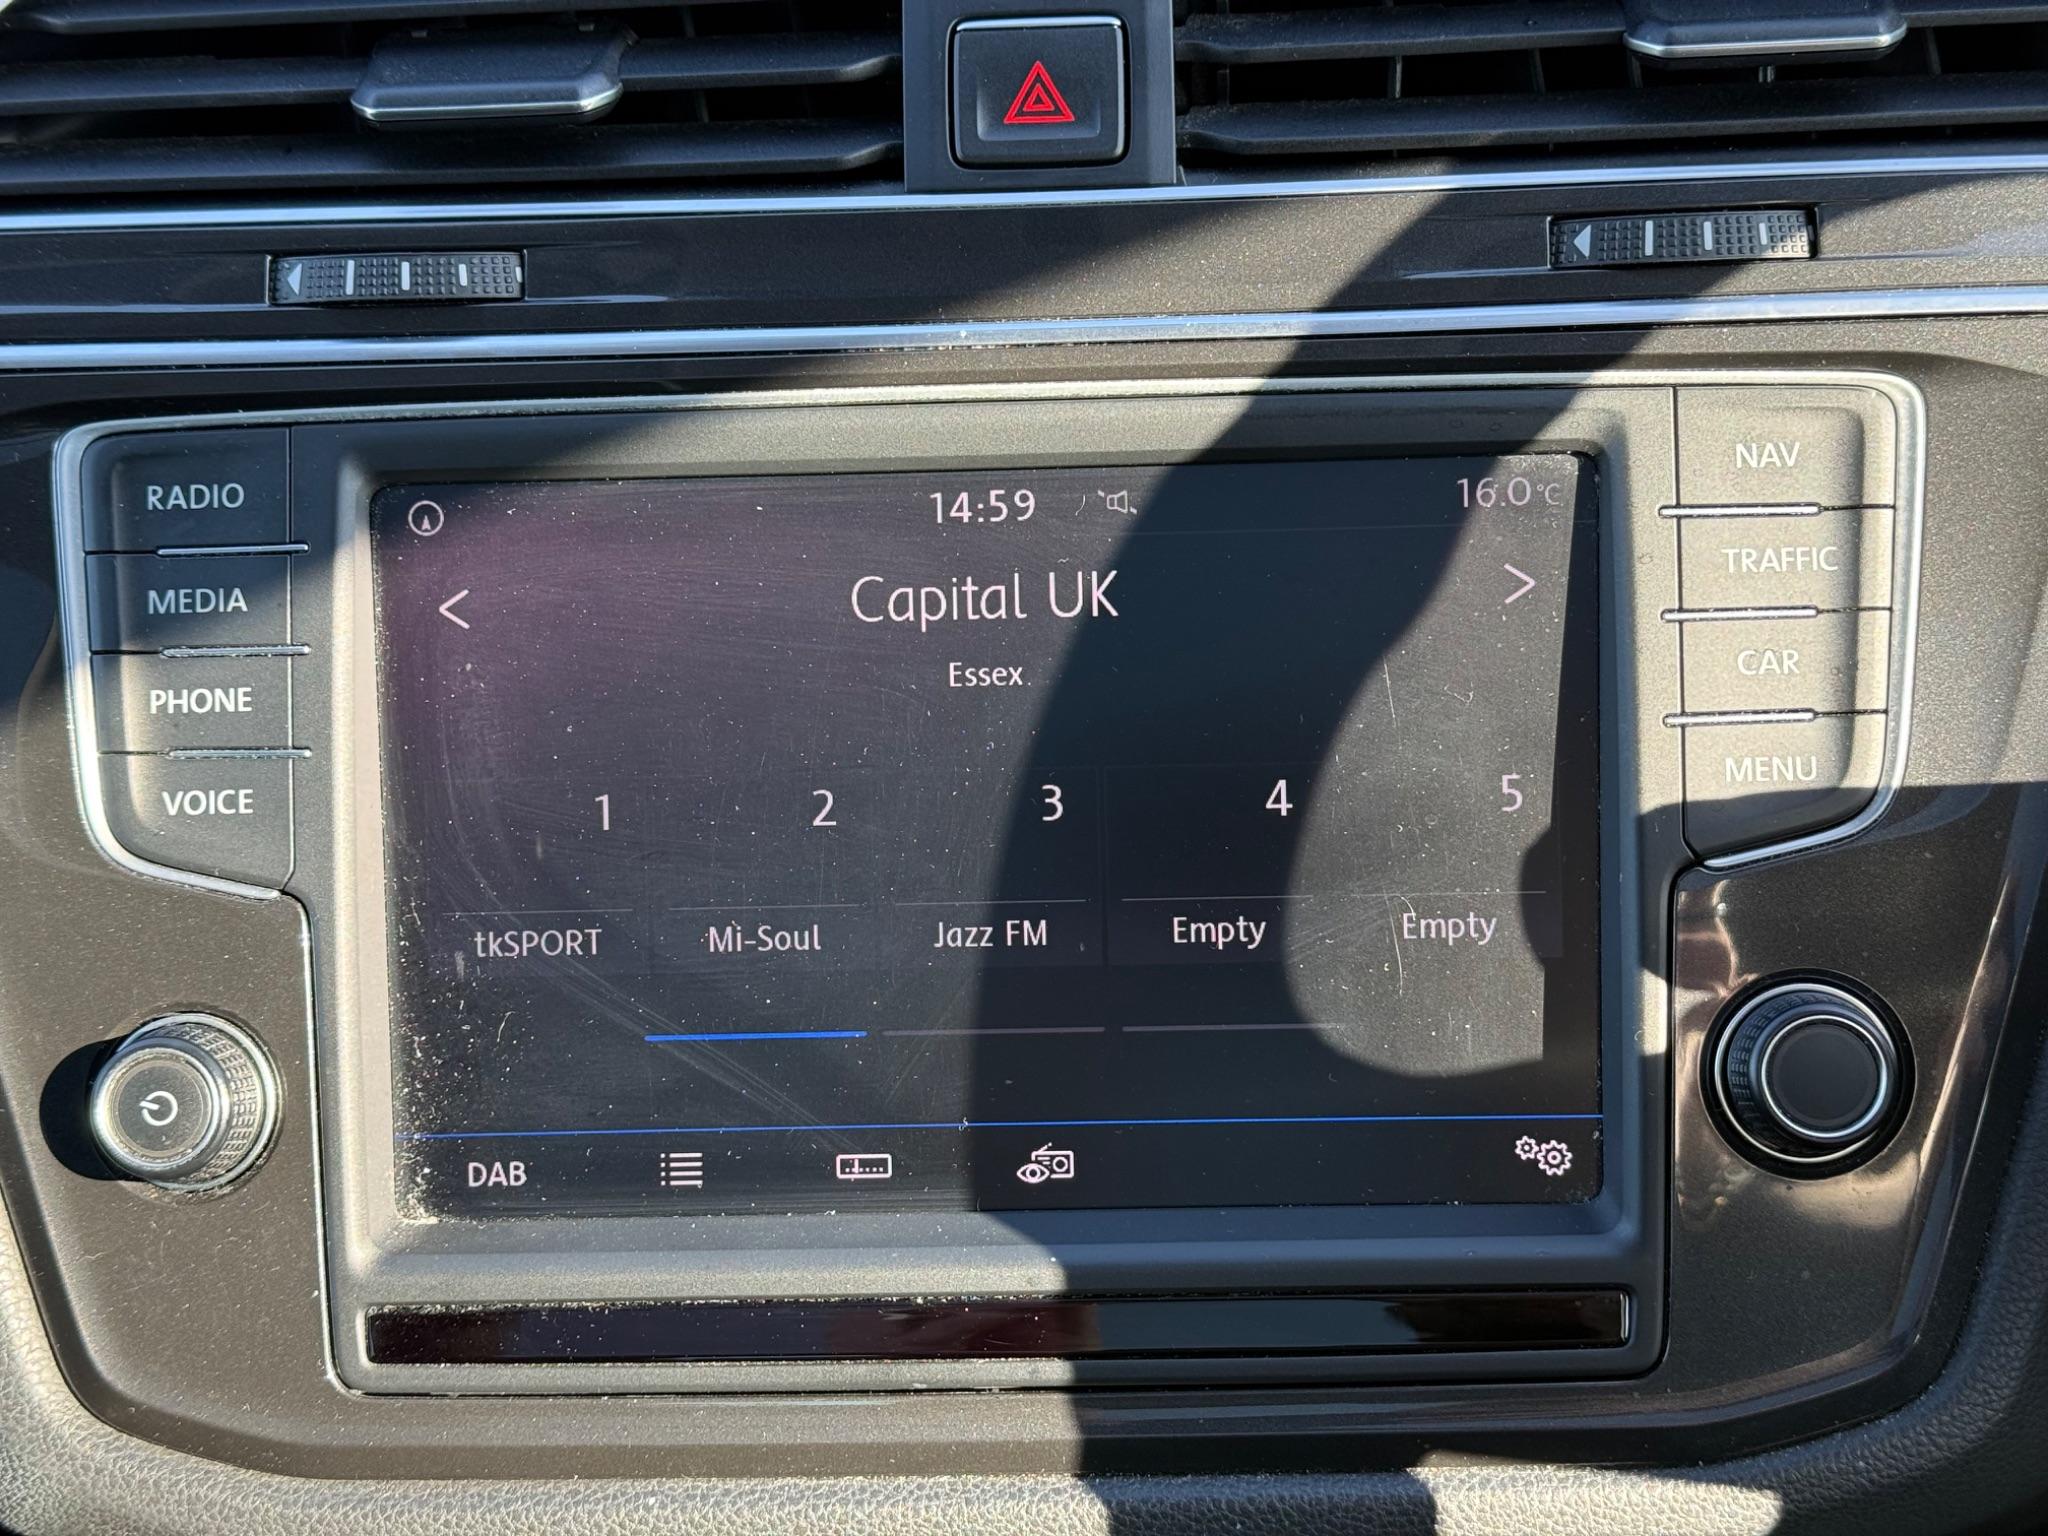 RADIO
MEDIA
PHONE
VOICE
14:59
16.0°C
<
Capital UK
>
Essex
1 2 3 4 5
tkSPORT Mi-Soul Jazz FM Empty Empty
DAB
NAV
TRAFFIC
CAR
MENU